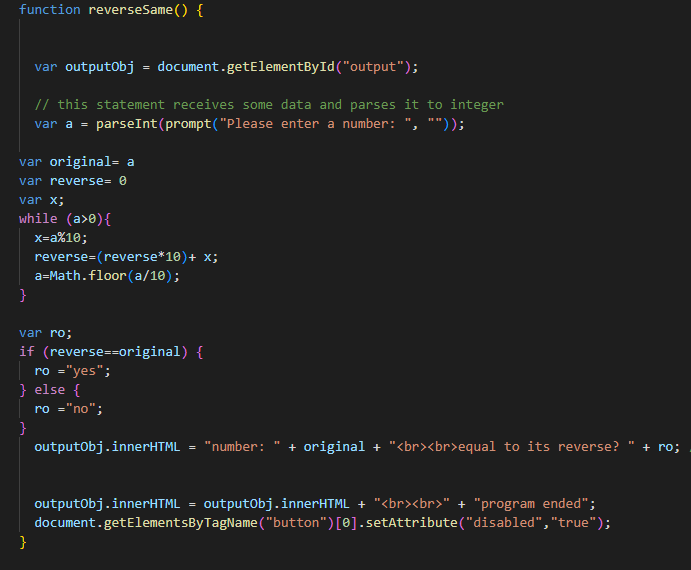 function reverseSame() {
var outputObj = document.getElementById("output");
// this statement receives some data and parses it to integer
var a = parseInt(prompt("Please enter a number: ", ""));
var original= a
var reverse= 0
var x;
while (a>0){
x=a%10;
reverse=(reverse*10)+ x;
a=Math.floor(a/10);
}
var ro;
if (reverse==original) {
ro ="yes";
} else {
ro ="no";
}
outputObj.innerHTML = "number: " + original + "<br><br>equal to its reverse? " + ro;
outputObj.innerHTML = outputObj.innerHTML + "<br><br>" + "program ended";
document.getElementsByTagName("button")[0].setAttribute("disabled","true");
}